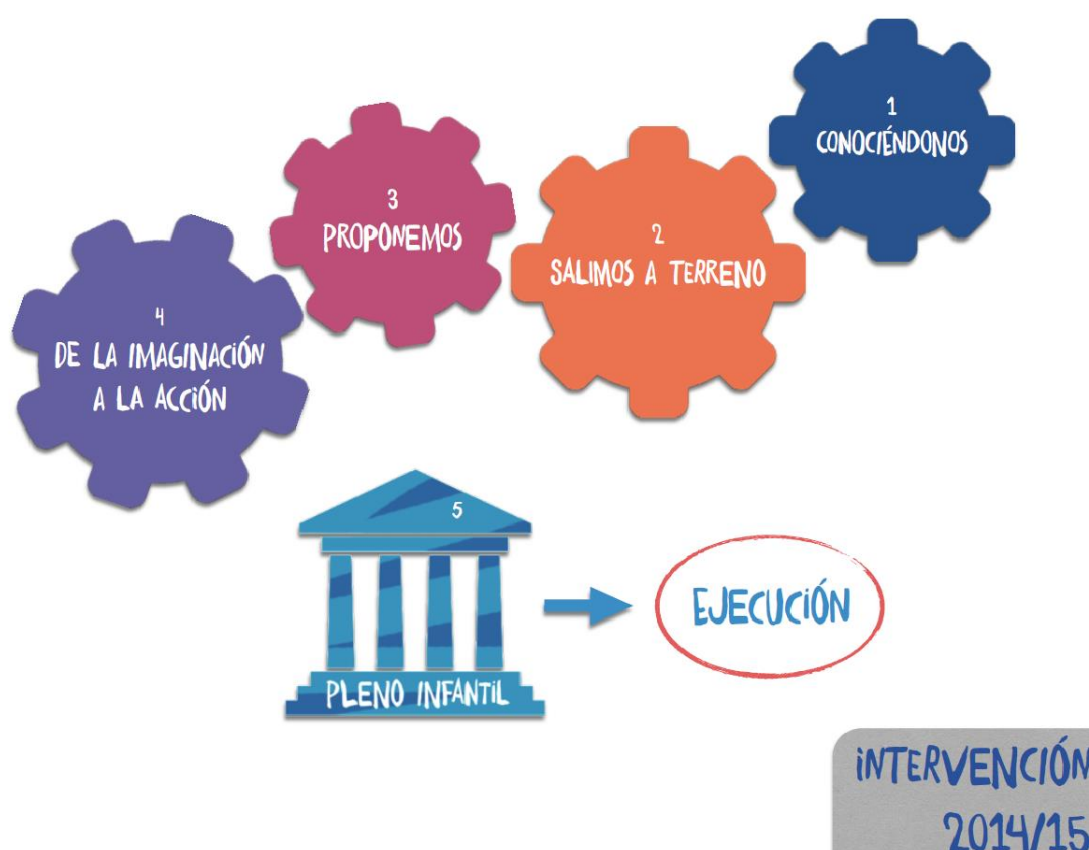 1
CONOCIÉNDONOS
2
SALIMOS A TERRENO
3
PROPONEMOS
4
DE LA IMAGINACIÓN
A LA ACCIÓN
5
PLENO INFANTIL
EJECUCIÓN
INTERVENCIÓN
2014/15